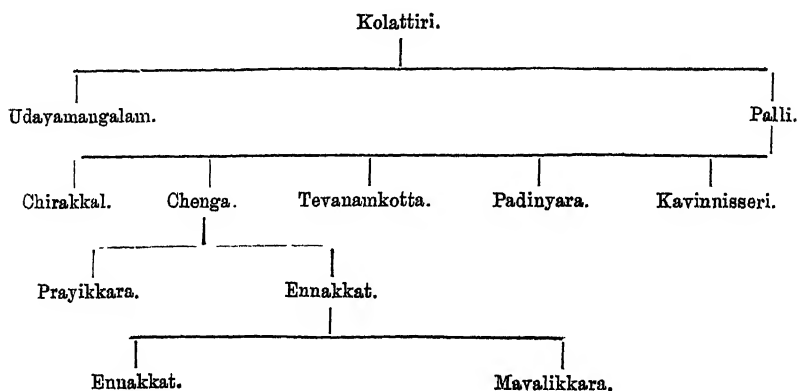 Kolattiri.
Udayamangalam. Palli.
Chirakkal. Chenga. Tevanamkotta. Padinyara. Kavinnisseri.
Prayikkara. Ennakkat.
Ennakkat. Mavalikkara.